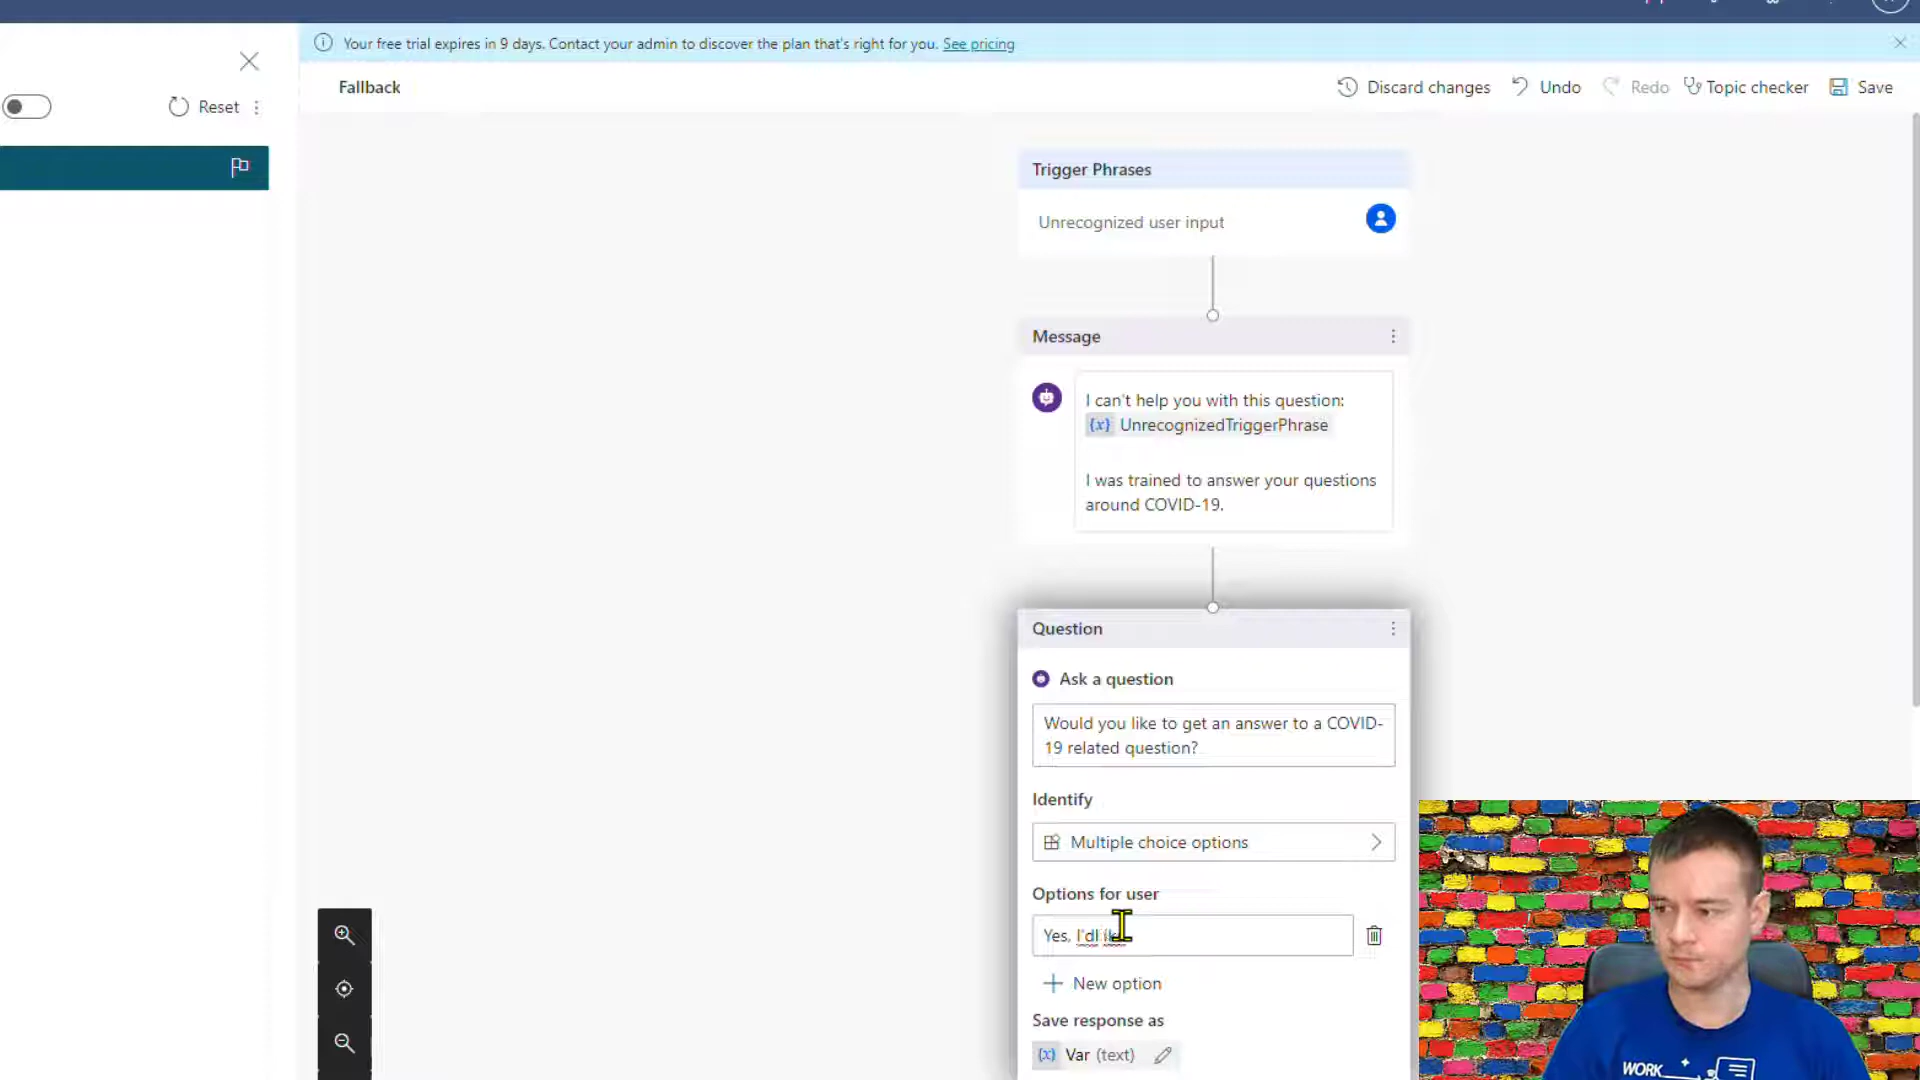 Your free trial expires in 9 days. Contact your admin to discover the plan that's right for you. See pricing
Reset
Fallback
Discard changes
Undo
Redo
Topic checker
Save
Trigger Phrases
Unrecognized user input
Message
I can't help you with this question:
{x} UnrecognizedTriggerPhrase
I was trained to answer your questions
around COVID-19.
Question
Ask a question
Would you like to get an answer to a COVID-
19 related question?
Identify
Multiple choice options
Options for user
Yes,
New option
Save response as
{x} Var (text)
WORK